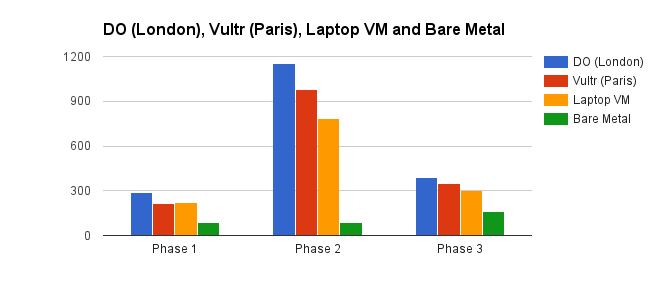 DO (London), Vultr (Paris), Laptop VM and Bare Metal
1200
900
600
300
0
Phase 1
Phase 2
Phase 3
DO (London)
Vultr (Paris)
Laptop VM
Bare Metal